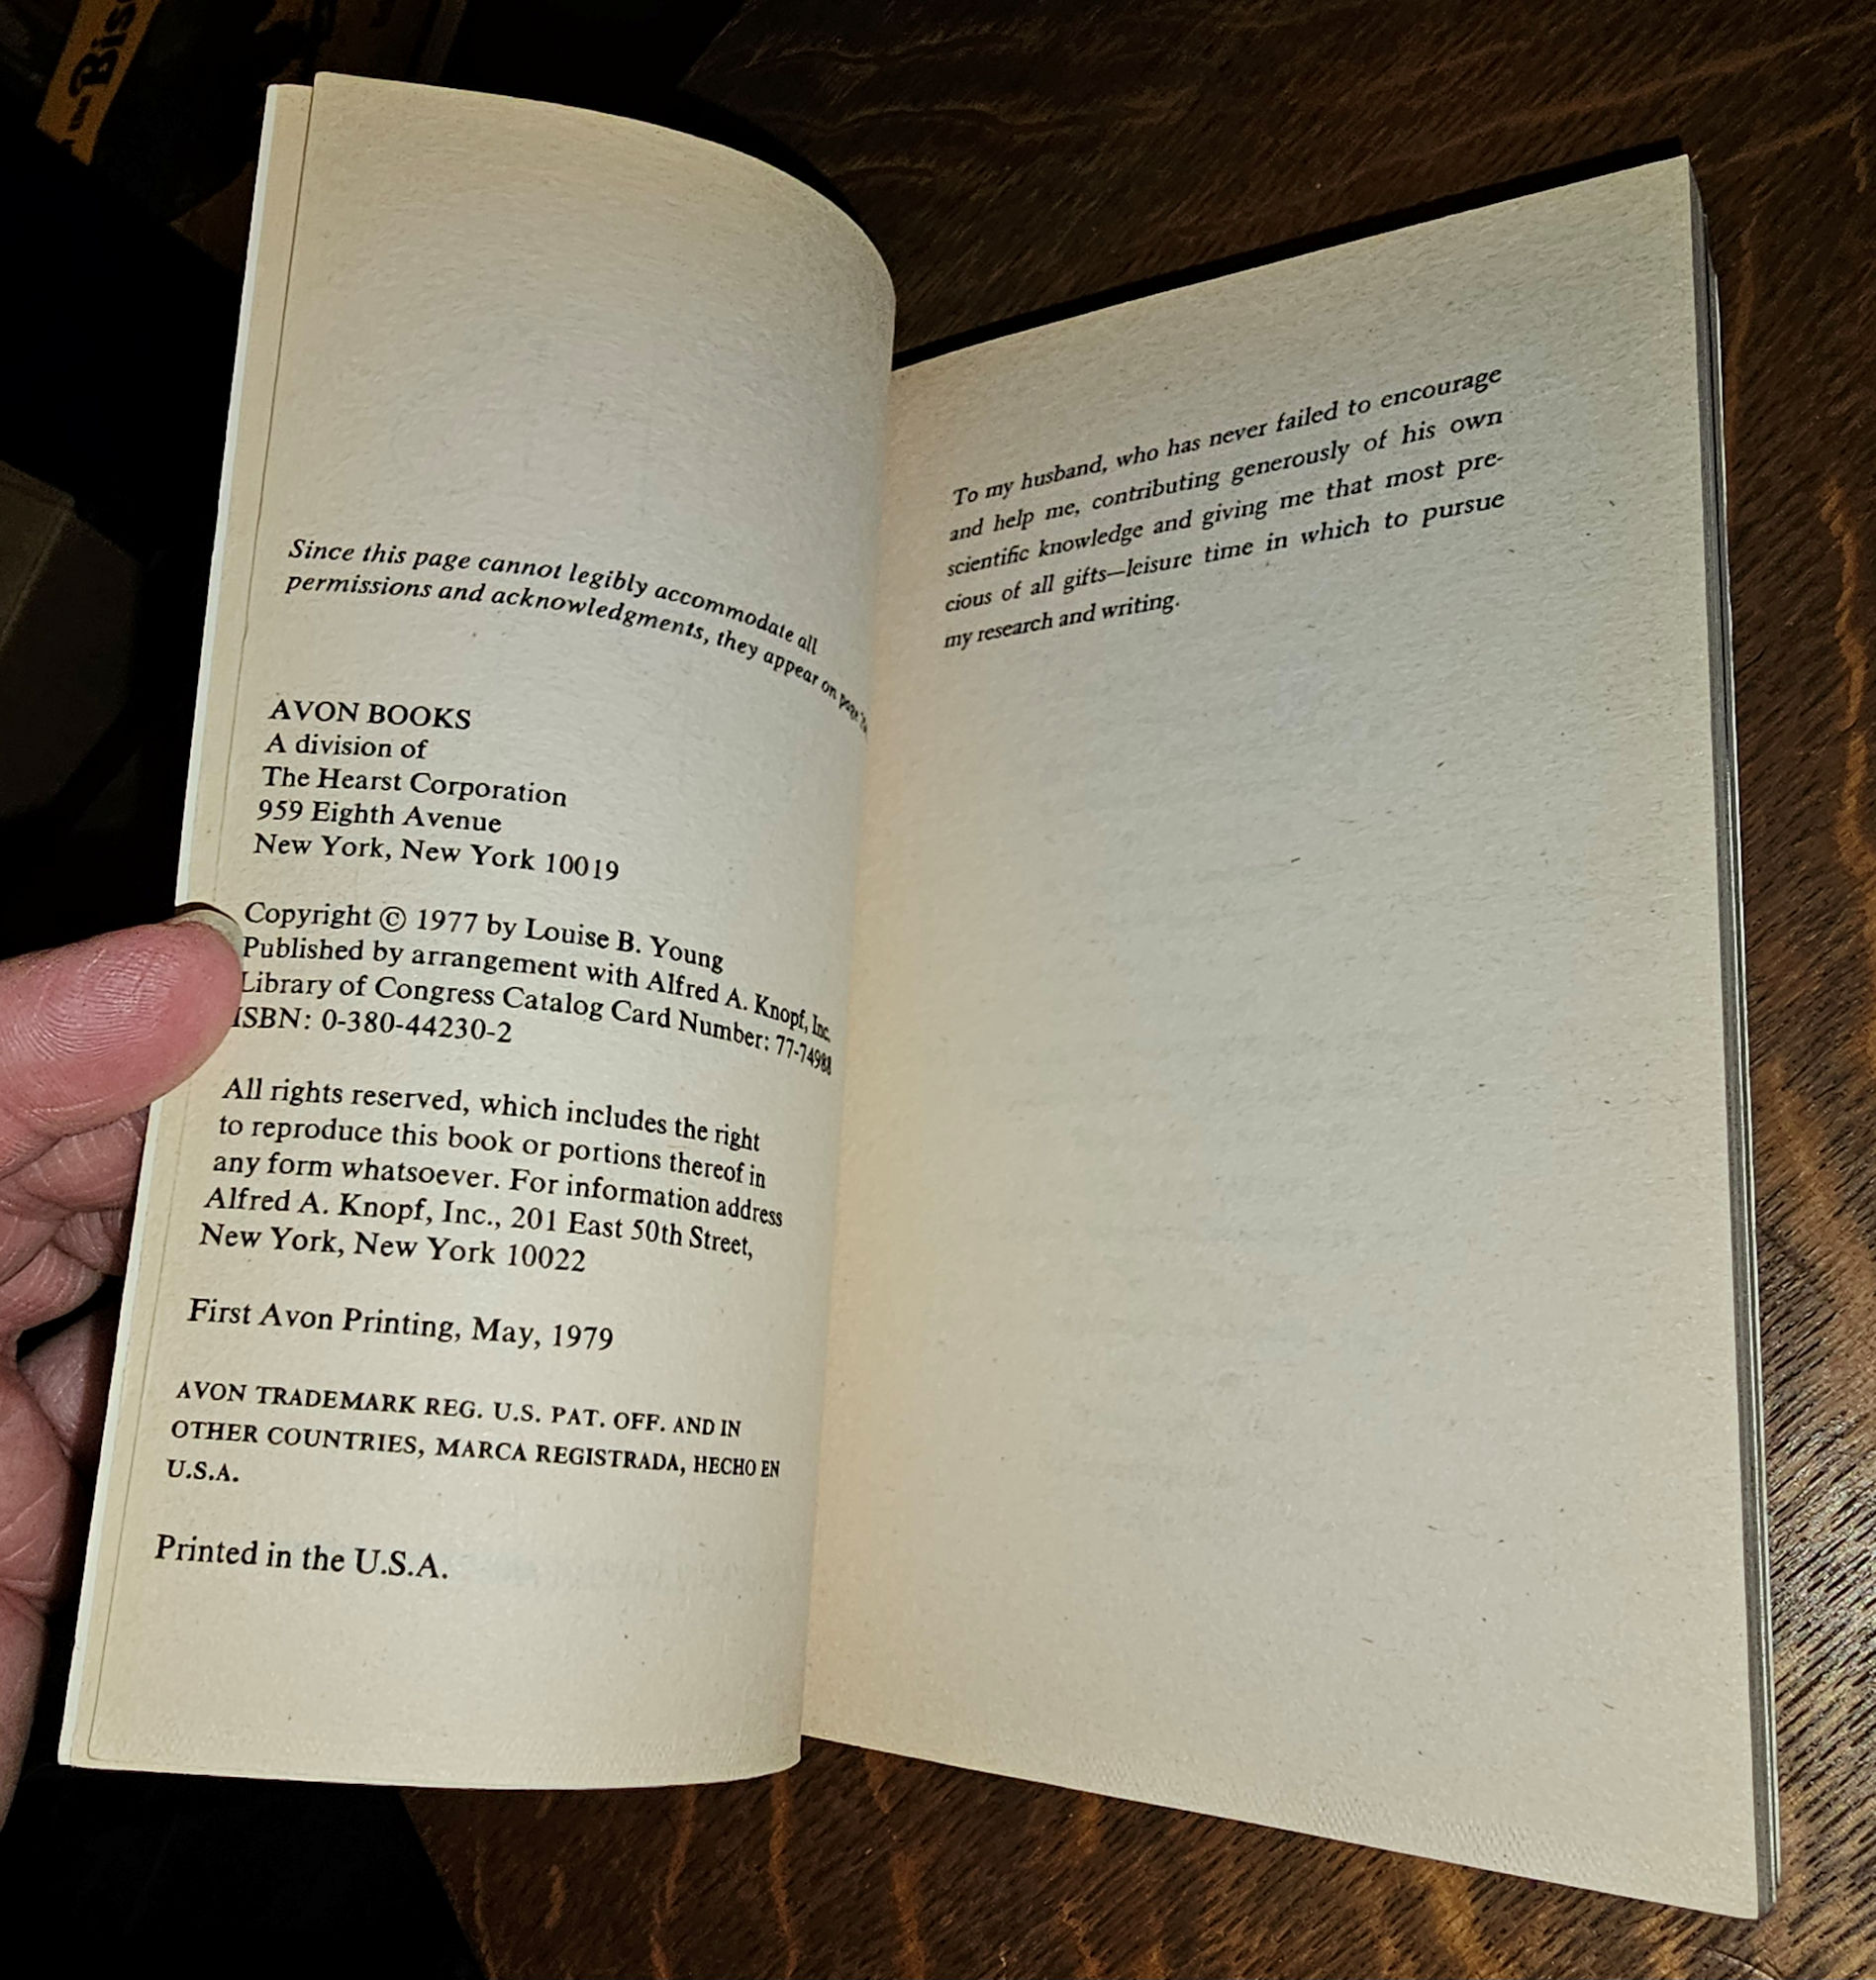 Bis
Since this page cannot legibly accommodate all
permissions and acknowledgments, they appear on page
AVON BOOKS
A division of
The Hearst Corporation
959 Eighth Avenue
New York, New York 10019
Copyright © 1977 by Louise B. Young
Published by arrangement with Alfred A. Knopf, Inc.
Library of Congress Catalog Card Number: 77-74988
ISBN: 0-380-44230-2
All rights reserved, which includes the right
to reproduce this book or portions thereof in
any form whatsoever. For information address
Alfred A. Knopf, Inc., 201 East 50th Street,
New York, New York 10022
First Avon Printing, May, 1979
AVON TRADEMARK REG. U.S. PAT. OFF. AND IN
OTHER COUNTRIES, MARCA REGISTRADA, HECHO EN
U.S.A.
Printed in the U.S.A.
To my husband, who has never failed to encourage
and help me, contributing generously of his own
scientific knowledge and giving me that most pre-
cious of all gifts—leisure time in which to pursue
my research and writing.